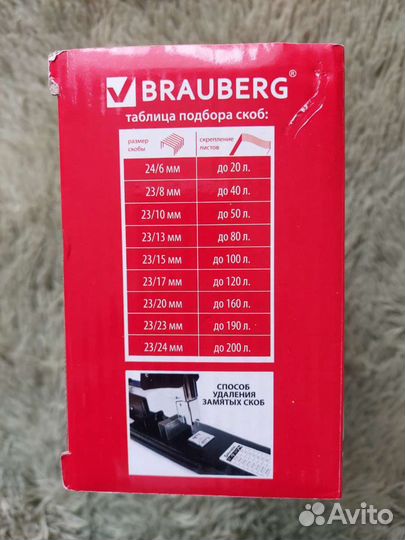 BRAUBERG®
таблица подбора скоб:
размер скобы скрепление листов
24/6 мм до 20 л.
23/8 мм до 40 л.
23/10 мм до 50 л.
23/13 мм до 80 л.
23/15 мм до 100 л.
23/17 мм до 120 л.
23/20 мм до 160 л.
23/23 мм до 190 л.
23/24 мм до 200 л.
СПОСОБ
УДАЛЕНИЯ
ЗАМЯТЫХ СКОБ
Avito